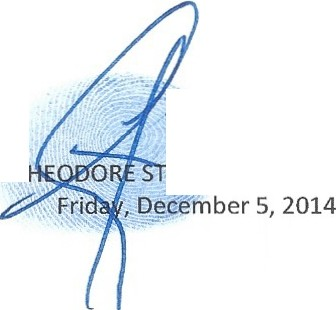 HEODORE ST
Friday, December 5, 2014